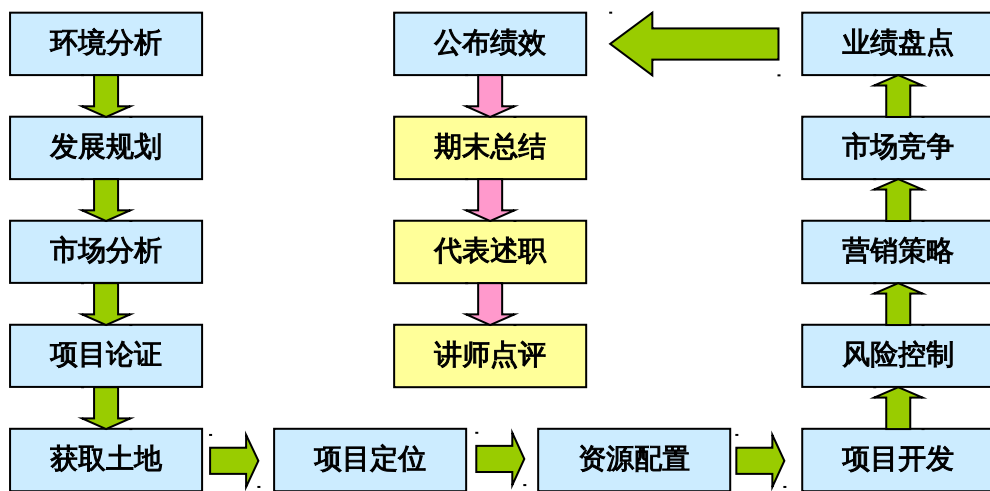 环境分析
发展规划
市场分析
项目论证
获取土地
项目定位
资源配置
项目开发
风险控制
营销策略
市场竞争
业绩盘点
公布绩效
期末总结
代表述职
讲师点评